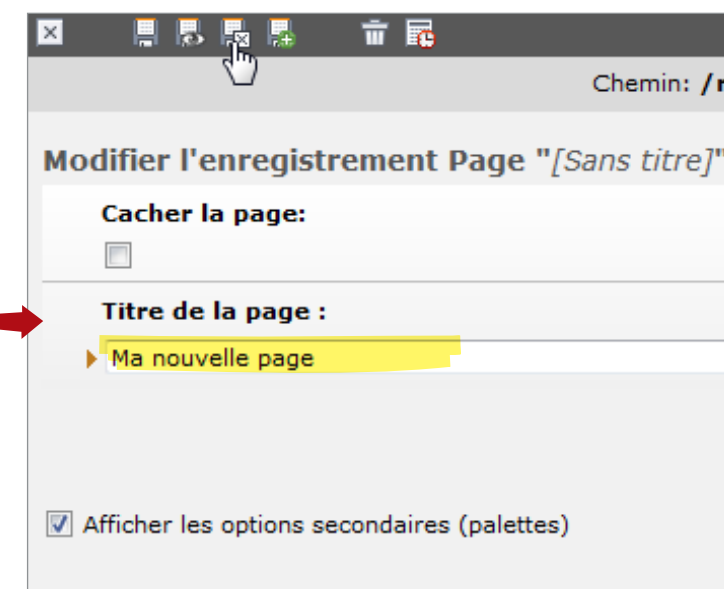 Chemin: /r
Modifier l'enregistrement Page "[Sans titre]"
Cacher la page:
Titre de la page :
Ma nouvelle page
Afficher les options secondaires (palettes)